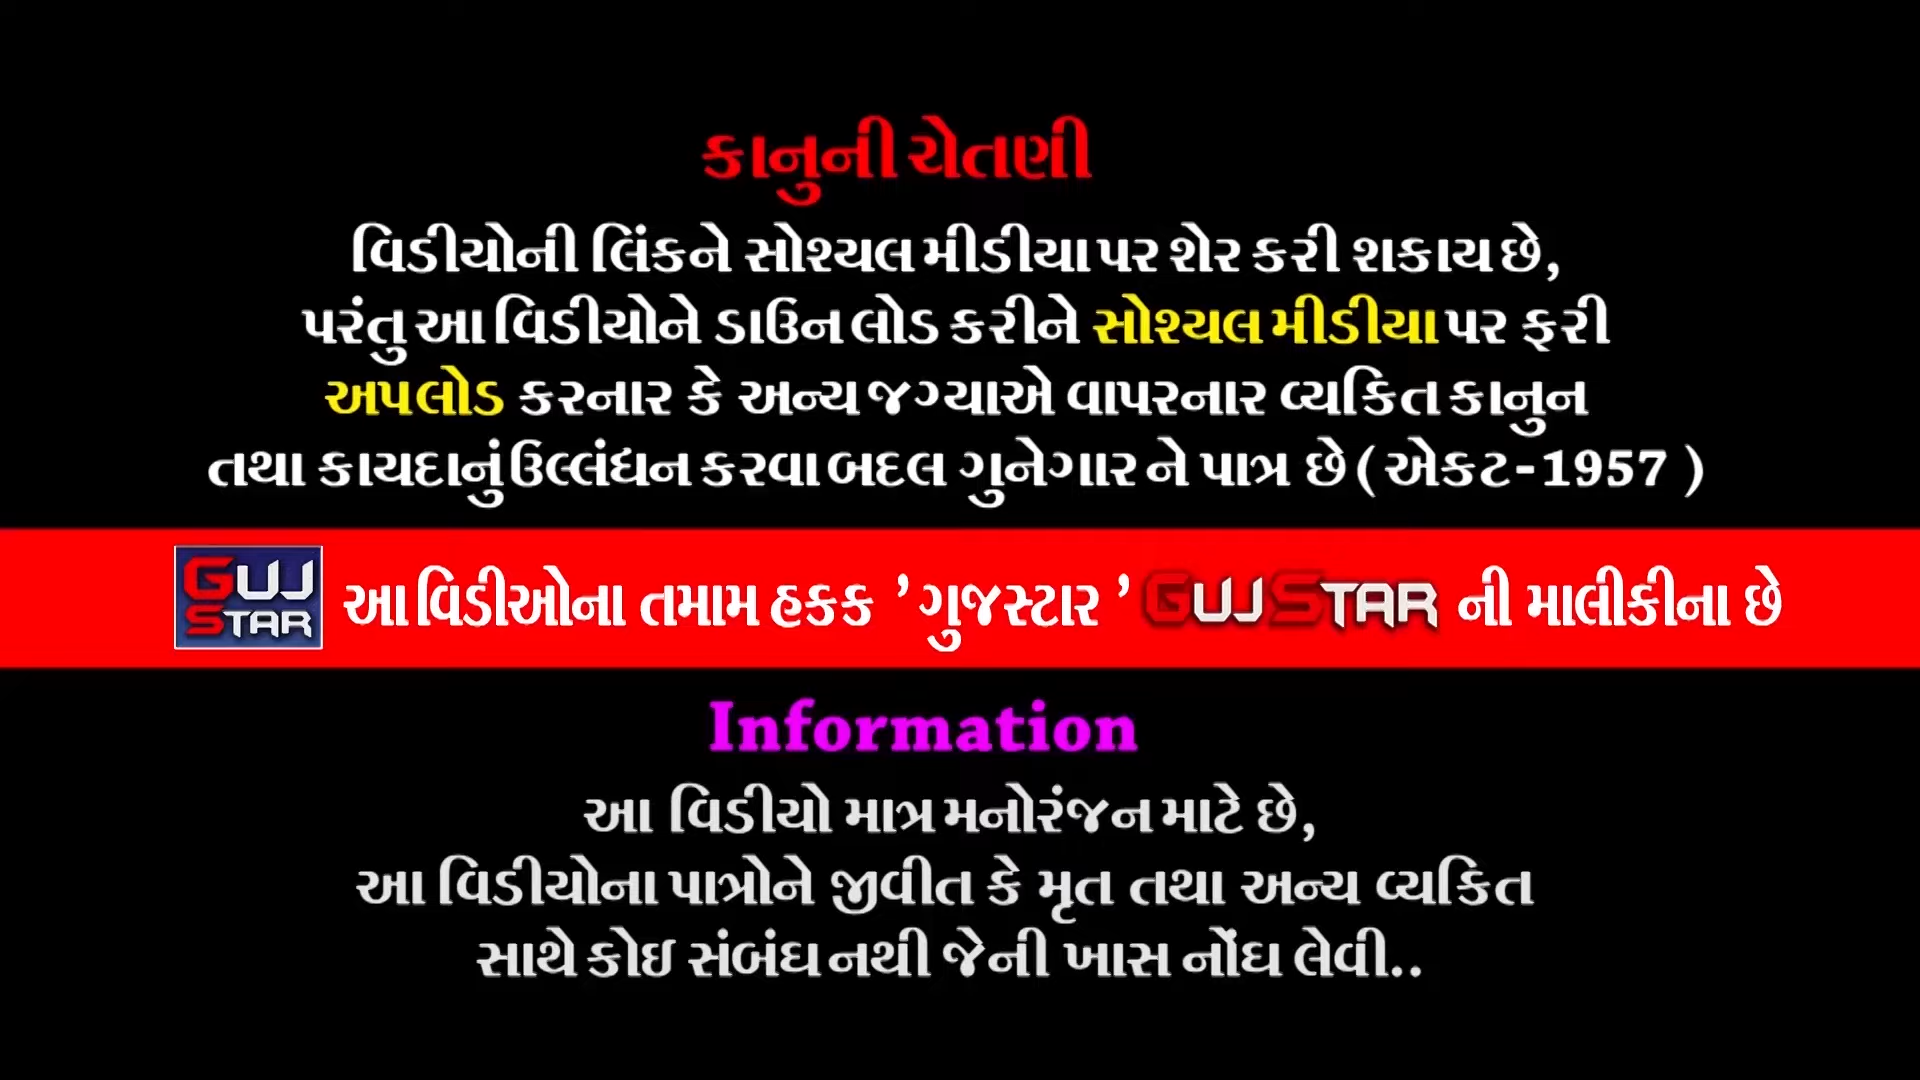 કાનુની ચેતણી
વિડીયોની લિંકને સોશ્યલ મીડીયા પર શેર કરી શકાય છે,
પરંતુ આ વિડીયોને ડાઉન લોડ કરીને સોશ્યલ મીડીયા પર ફરી
અપલોડ કરનાર કે અન્ય જગ્યાએ વાપરનાર વ્યકિત કાનુન
તથા કાયદાનું ઉલ્લંઘન કરવા બદલ ગુનેગાર ને પાત્ર છે ( એકટ-1957 )
GUJ STAR આ વિડીઓના તમામ હકક ’ ગુજસ્ટાર ’ GUJ STAR ની માલીકીના છે
Information
આ વિડીયો માત્ર મનોરંજન માટે છે,
આ વિડીયોના પાત્રોને જીવીત કે મૃત તથા અન્ય વ્યકિત
સાથે કોઇ સંબંઘ નથી જેની ખાસ નોંઘ લેવી..